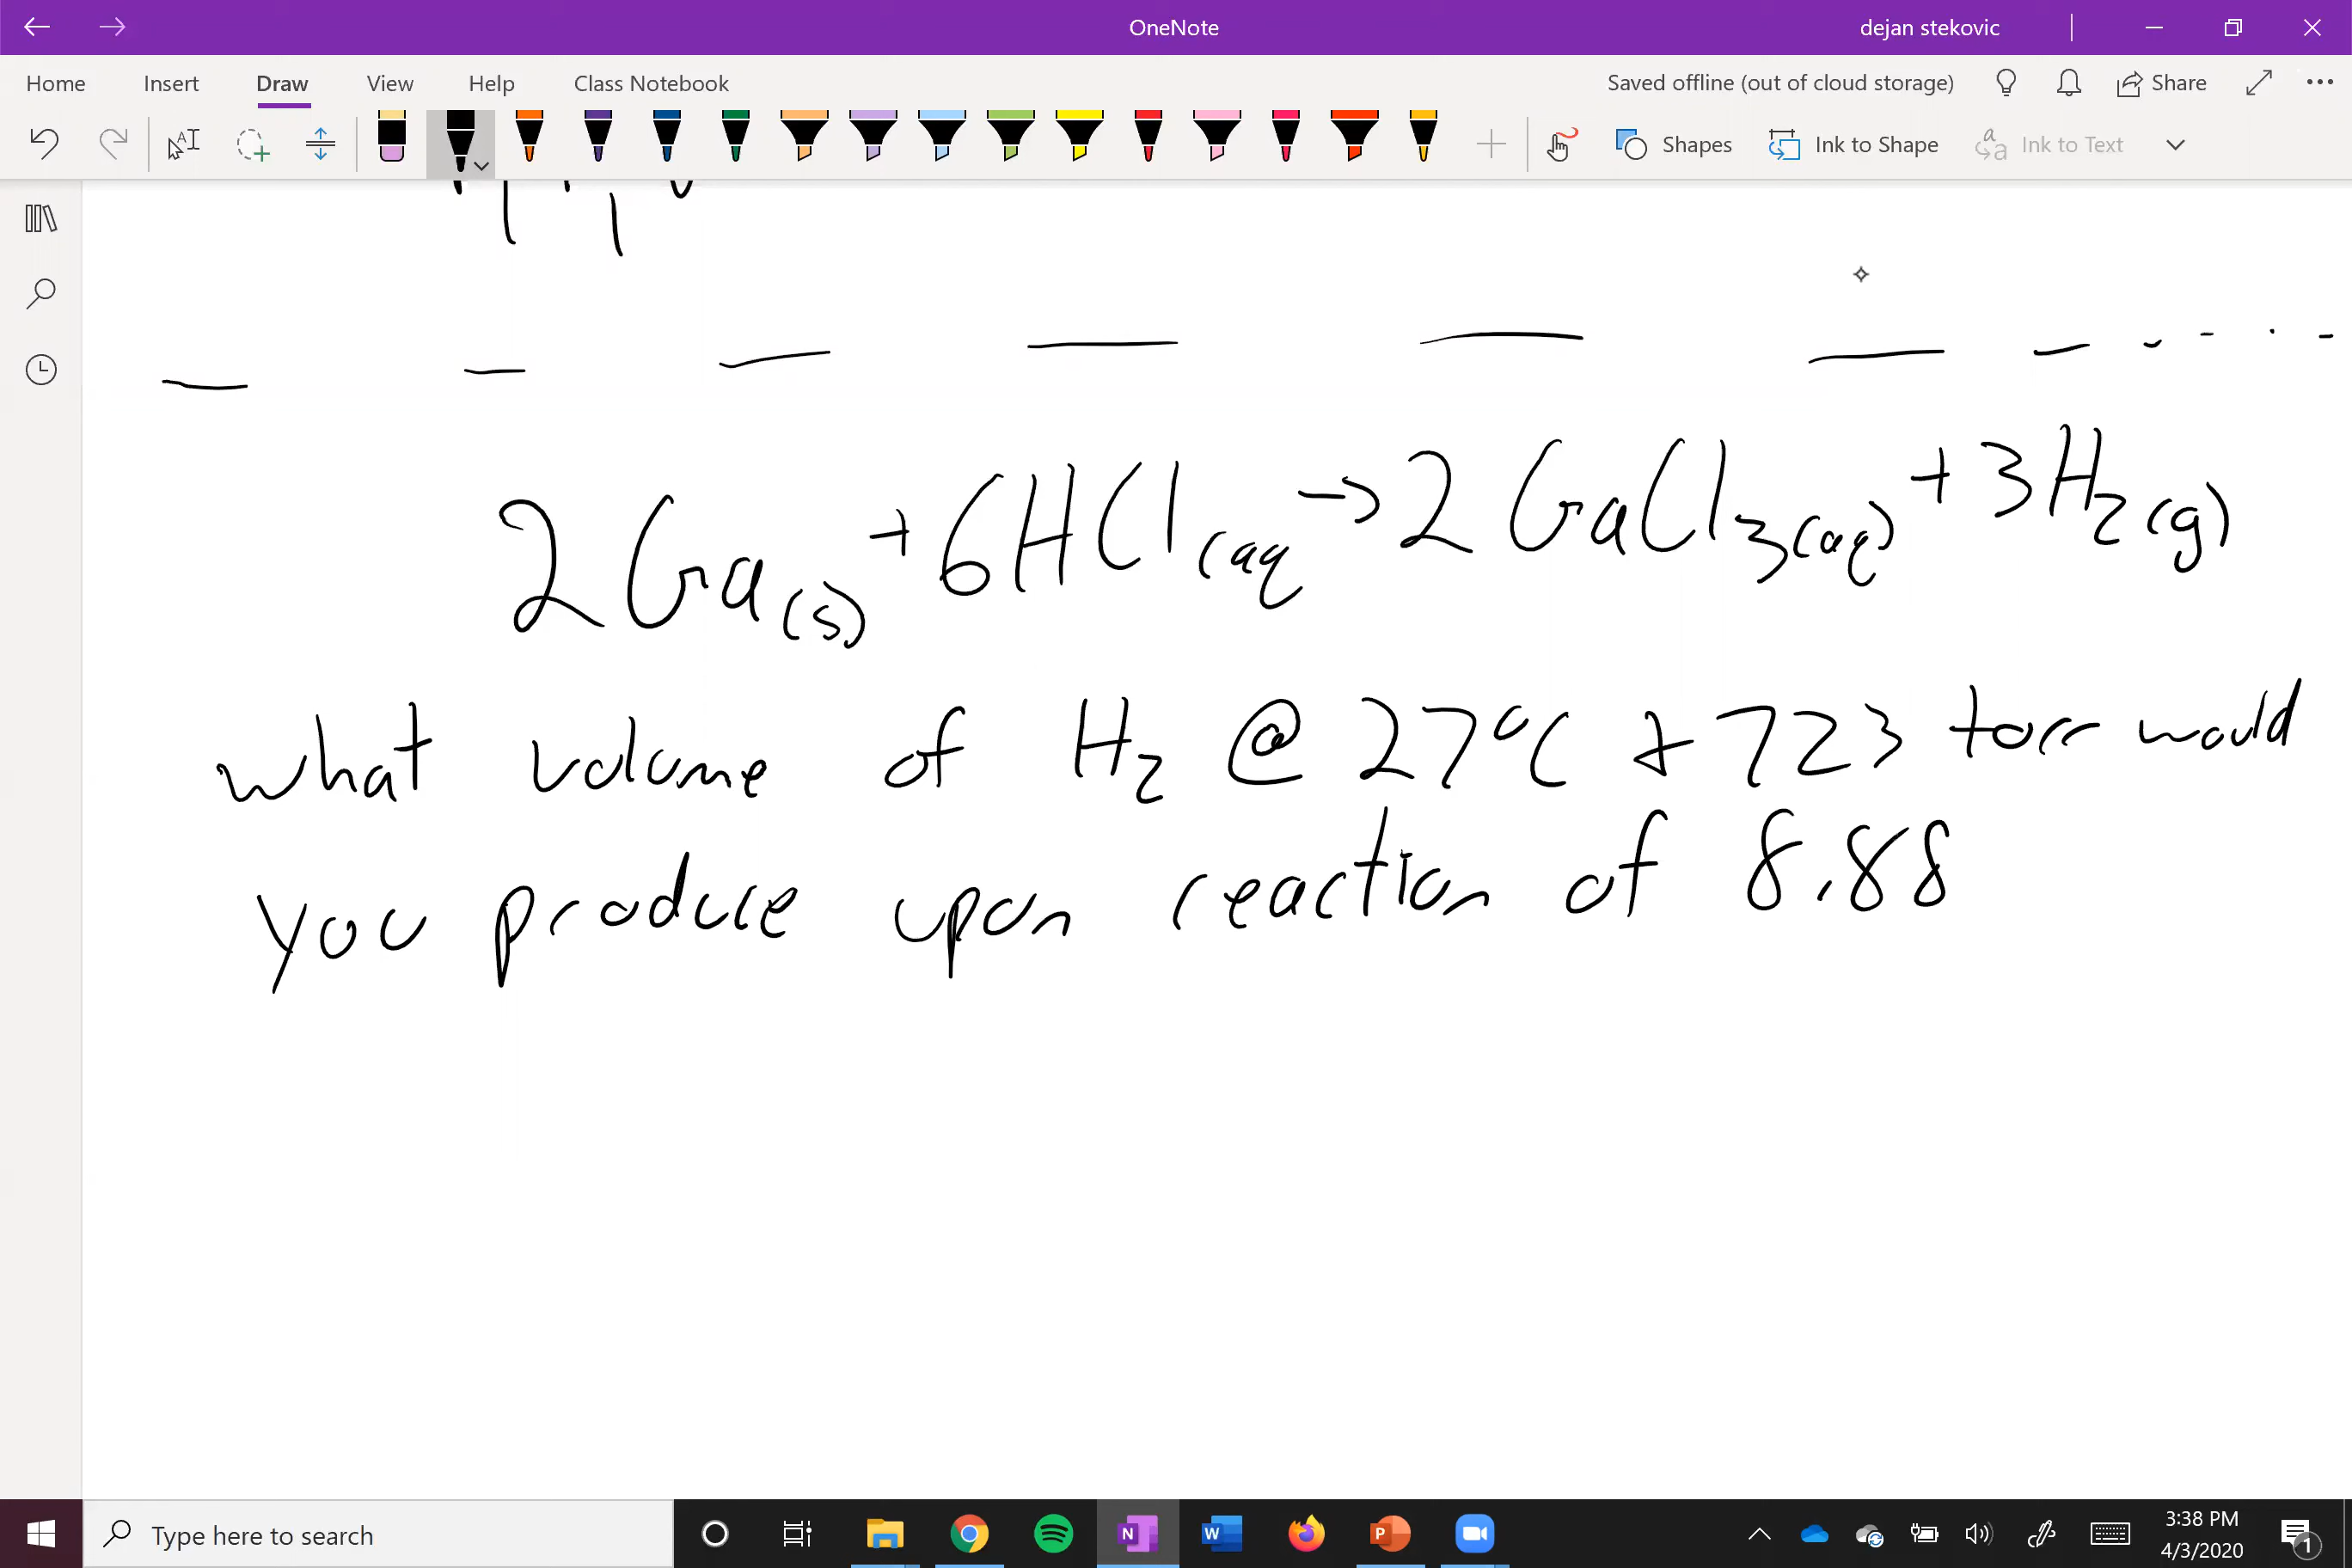 OneNote
dejan stekovic
Home Insert Draw View Help Class Notebook
Saved offline (out of cloud storage) Share
Shapes Ink to Shape Ink to Text
2Ga(s) + 6HCl(aq → 2GaCl3(aq) + 3H2(g)
what volume of H2 @ 27°C & 723 torr would
you produce upon reaction of 8.88
Type here to search
3:38 PM
4/3/2020
1